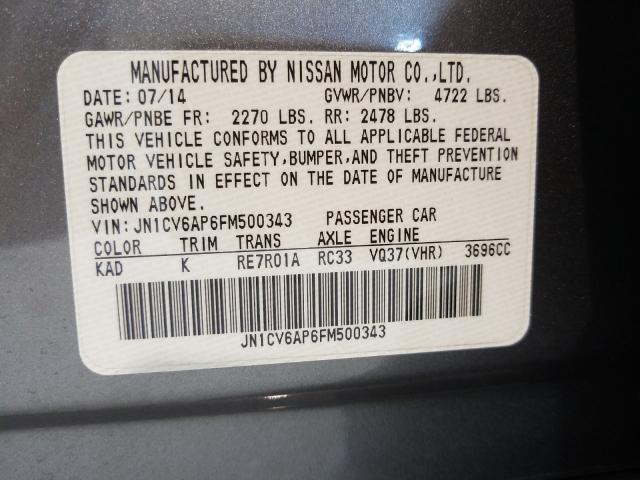 MANUFACTURED BY NISSAN MOTOR CO.,LTD.
DATE: 07/14 GVWR/PNBV: 4722 LBS.
GAWR/PNBE FR: 2270 LBS. RR: 2478 LBS.
THIS VEHICLE CONFORMS TO ALL APPLICABLE FEDERAL
MOTOR VEHICLE SAFETY,BUMPER,AND THEFT PREVENTION
STANDARDS IN EFFECT ON THE DATE OF MANUFACTURE
SHOWN ABOVE.
VIN:JN1CV6AP6FM500343 PASSENGER CAR
COLOR TRIM TRANS AXLE ENGINE
KAD K RE7R01A RC33 VQ37(VHR) 3696CC
JN1CV6AP6FM500343